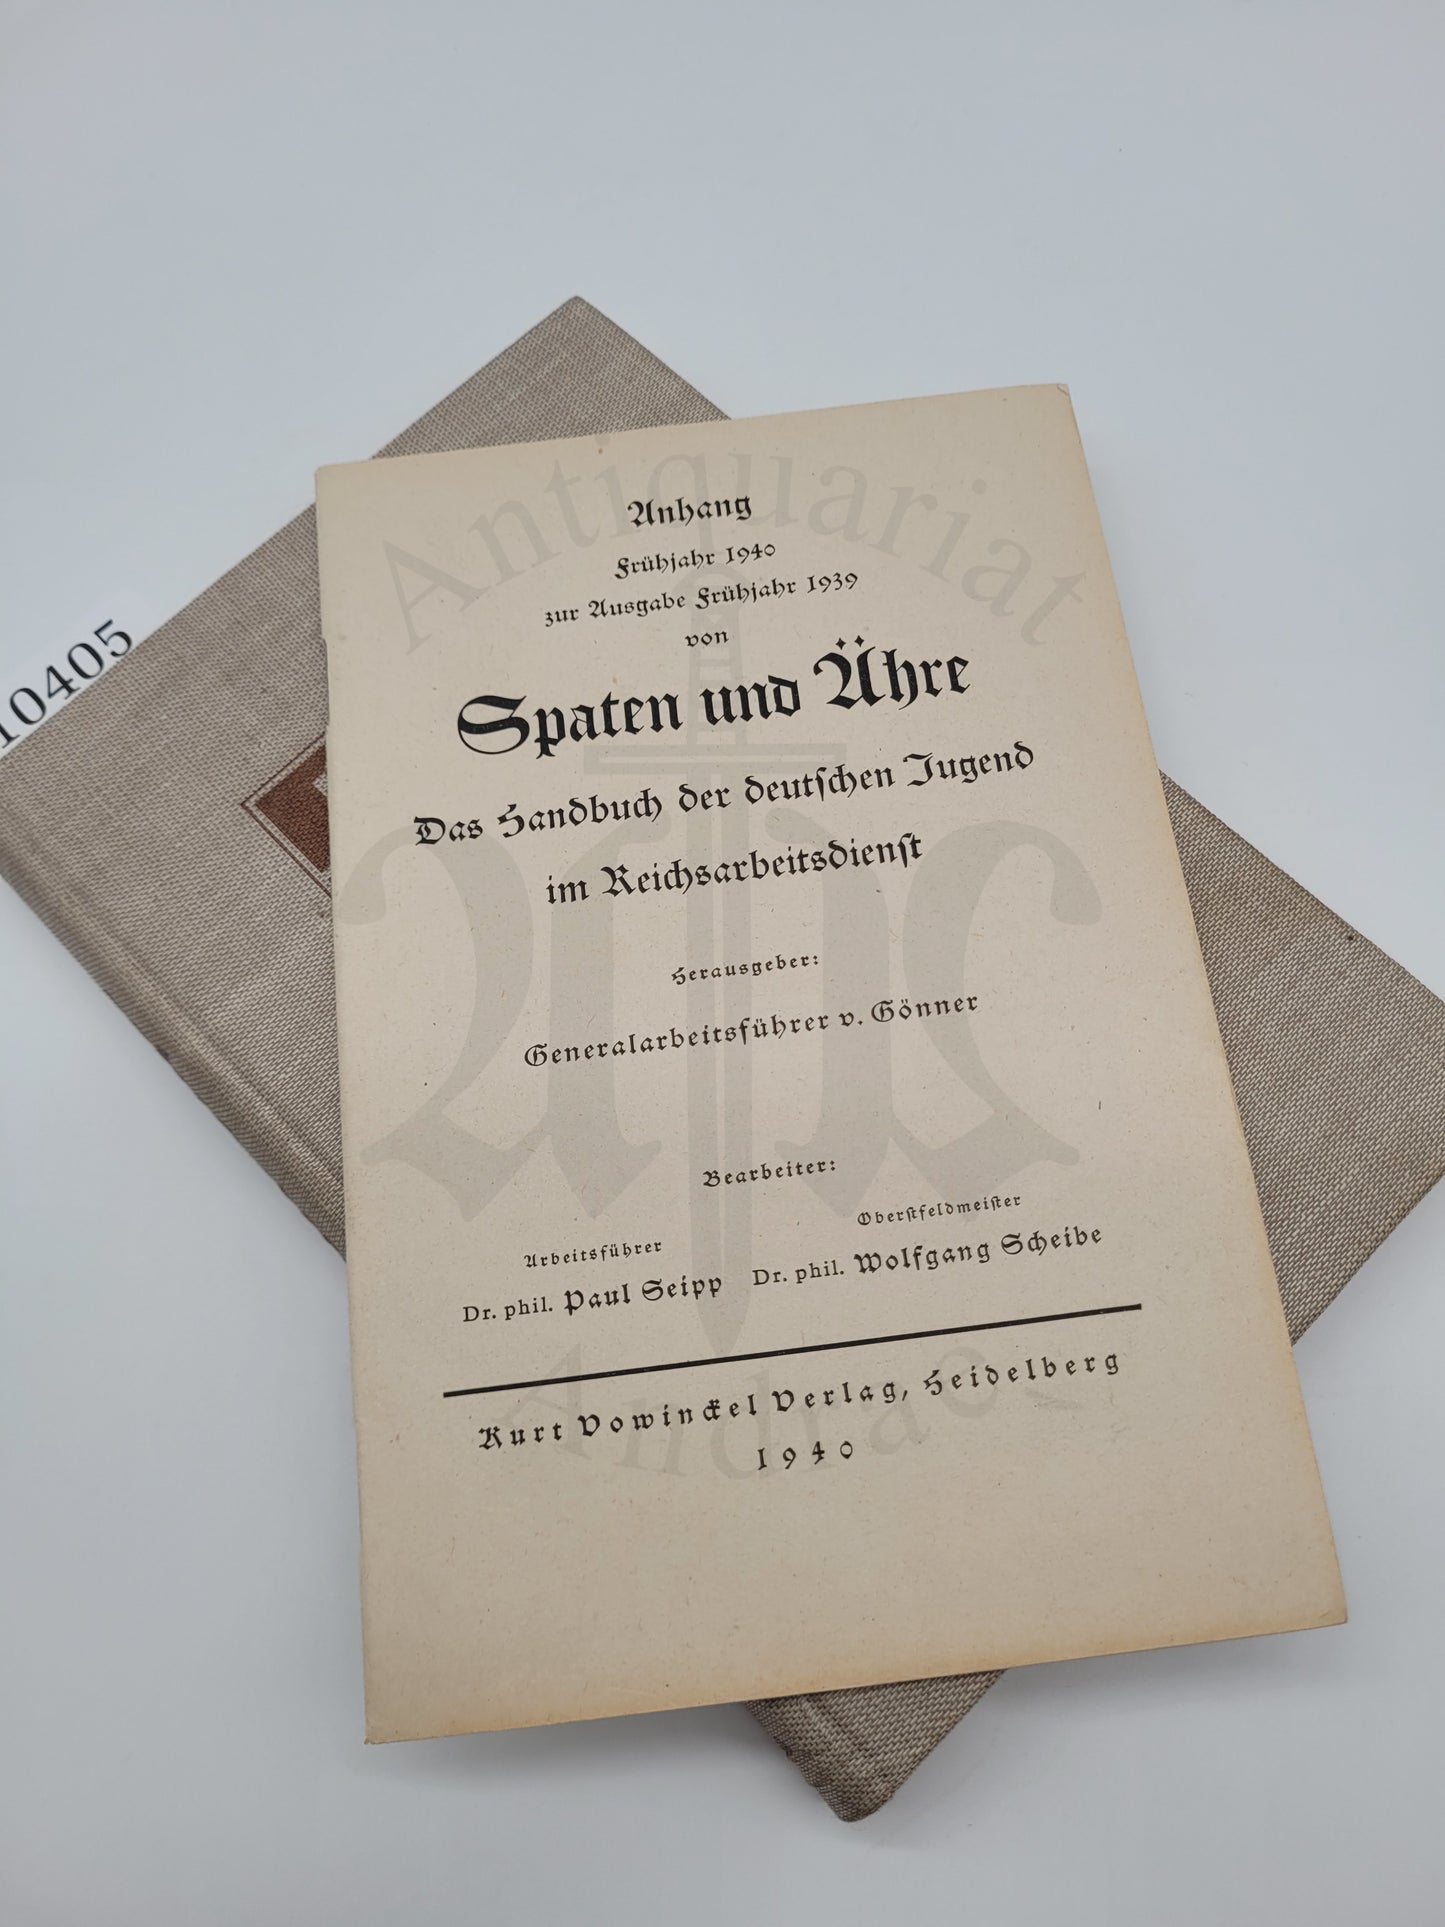 10405
Anhang
Frühjahr 1940
zur Ausgabe Frühjahr 1939
von
Spaten und Ähre
Das Handbuch der deutschen Jugend
im Reichsarbeitsdienst
Herausgeber:
Generalarbeitsführer v. Gönner
Bearbeiter:
Arbeitsführer
Oberstfeldmeister
Dr. phil. Paul Seipp
Dr. phil. Wolfgang Scheibe
Kurt Vowinckel Verlag, Heidelberg
1940
Antiquariat
Andrae